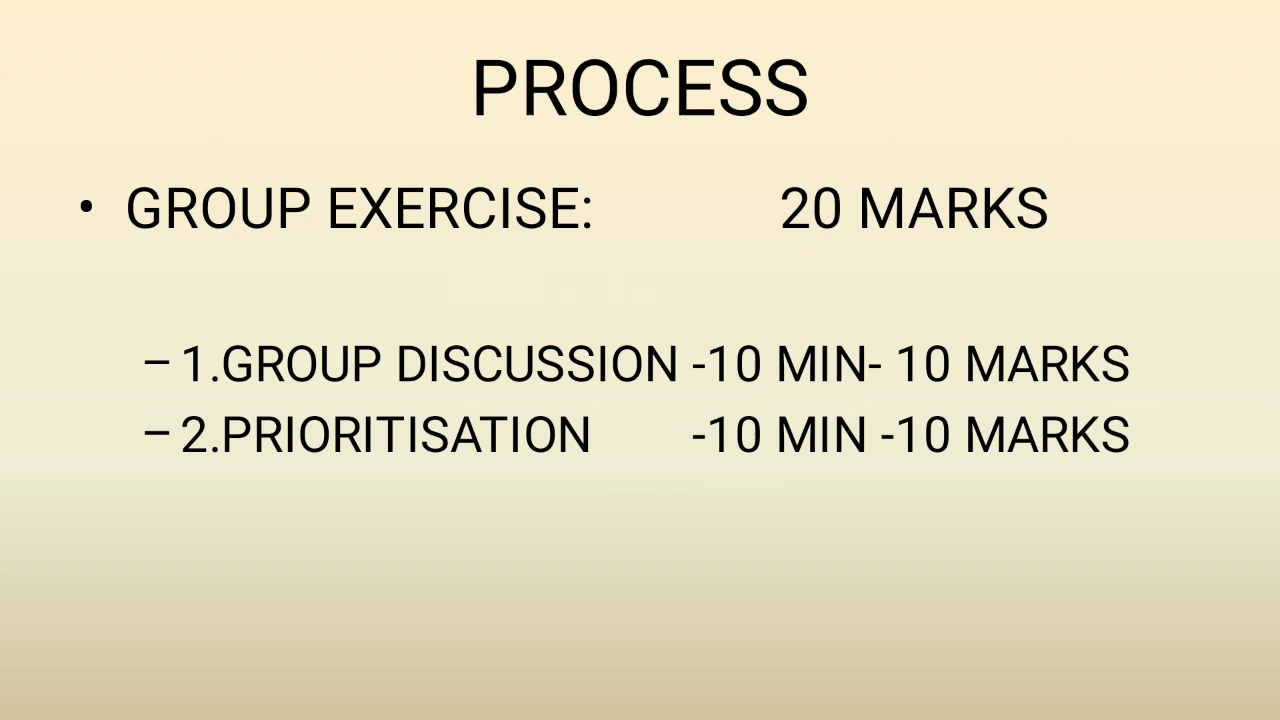 PROCESS
• GROUP EXERCISE: 20 MARKS
– 1.GROUP DISCUSSION -10 MIN- 10 MARKS
– 2.PRIORITISATION -10 MIN -10 MARKS